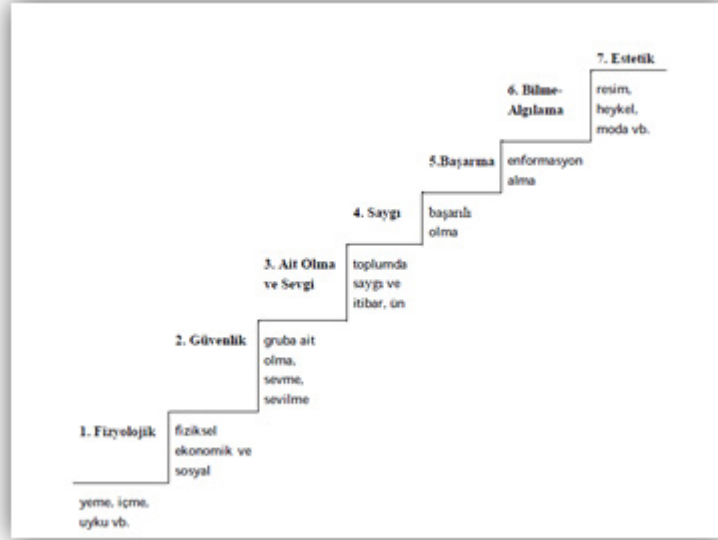 7. Estetik
resim,
heykel,
moda vb.
6. Bilme-
Algılama
enformasyon
alma
5.Başarma
başarılı
olma
4. Saygı
toplumda
saygı ve
itibar, ün
3. Ait Olma
ve Sevgi
gruba ait
olma,
sevme,
sevilme
2. Güvenlik
fiziksel
ekonomik ve
sosyal
1. Fizyolojik
yeme, içme,
uyku vb.